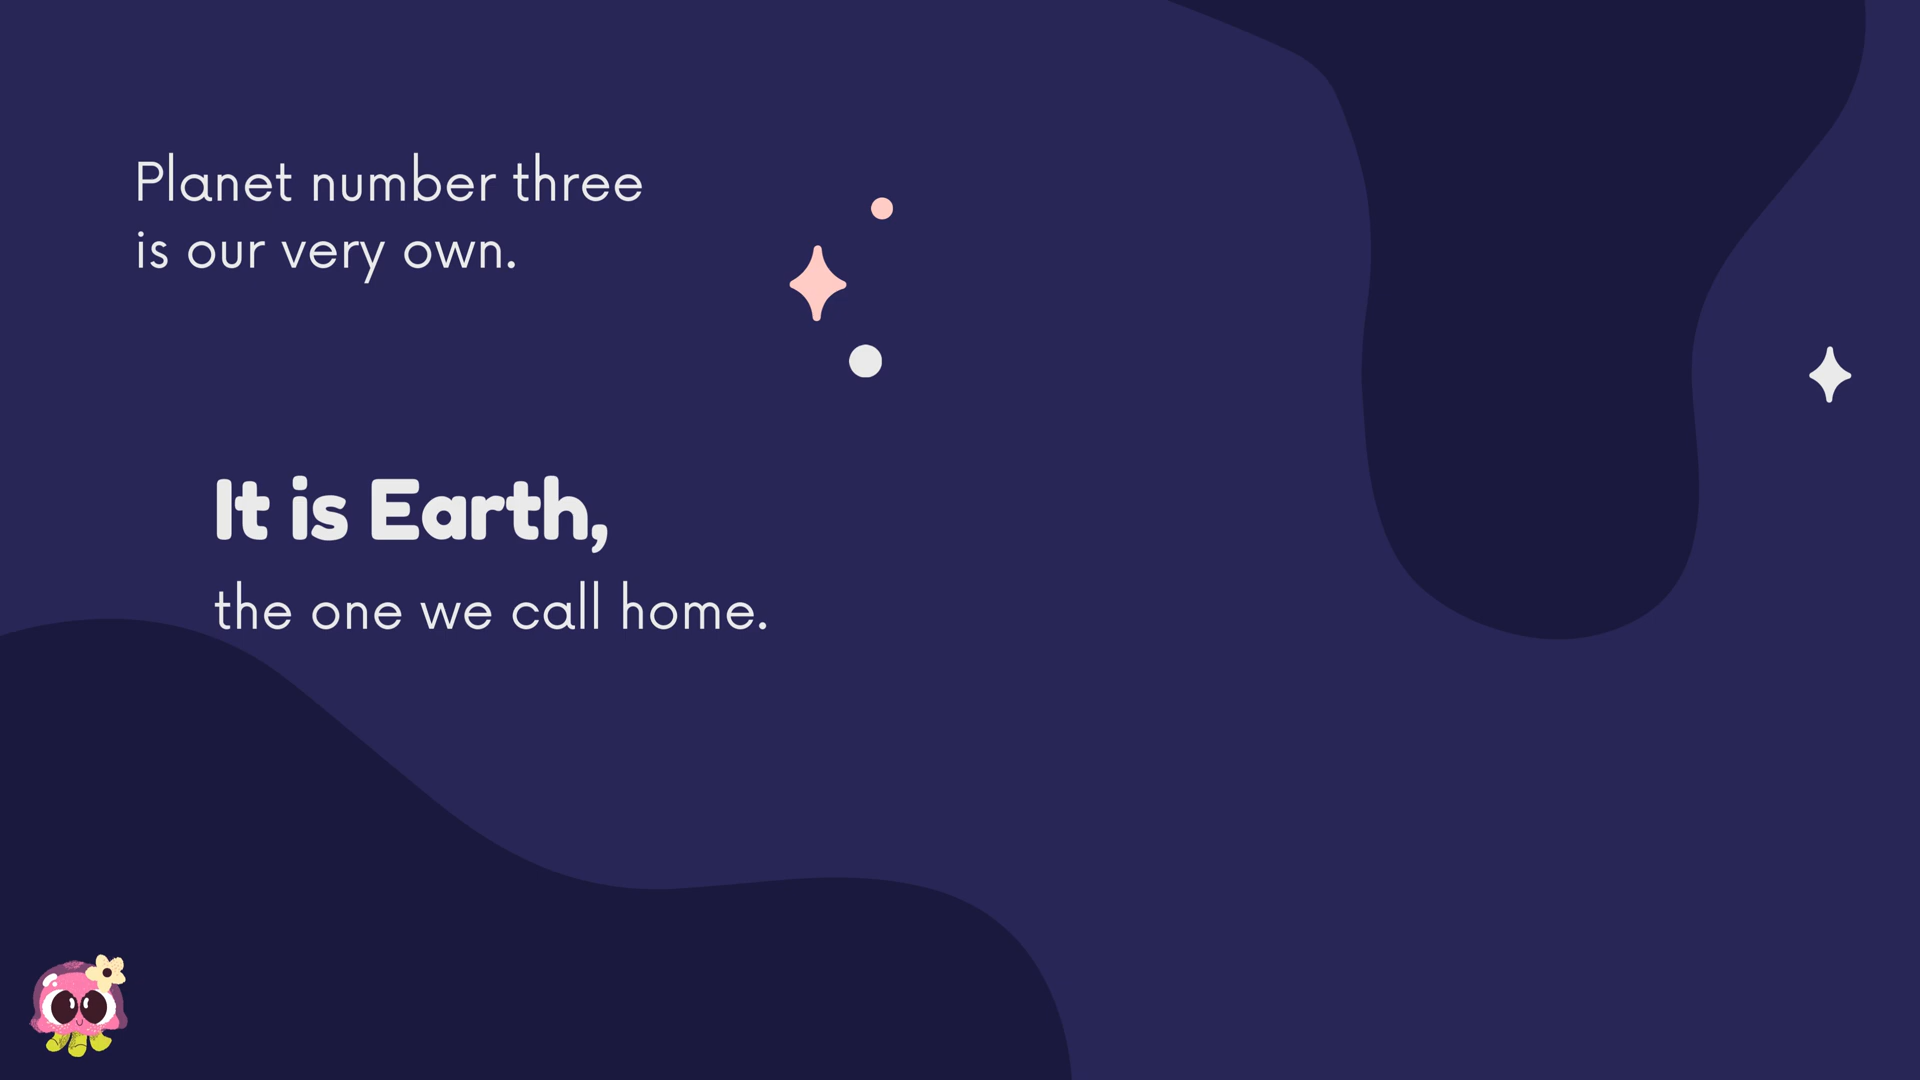 Planet number three
is our very own.
It is Earth,
the one we call home.